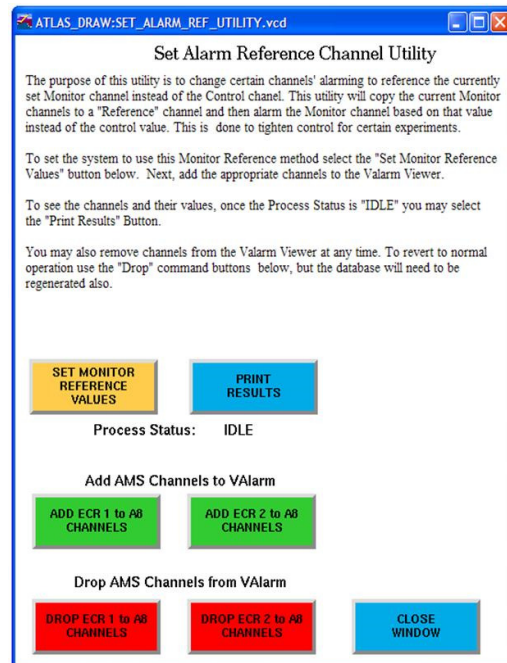 ATLAS_DRAW:SET_ALARM_REF_UTILITY.vcd
Set Alarm Reference Channel Utility
The purpose of this utility is to change certain channels' alarming to reference the currently
set Monitor channel instead of the Control chanel. This utility will copy the current Monitor
channels to a "Reference" channel and then alarm the Monitor channel based on that value
instead of the control value. This is done to tighten control for certain experiments.
To set the system to use this Monitor Reference method select the "Set Monitor Reference
Values" button below. Next, add the appropriate channels to the Valarm Viewer.
To see the channels and their values, once the Process Status is "IDLE" you may select
the "Print Results" Button.
You may also remove channels from the Valarm Viewer at any time. To revert to normal
operation use the "Drop" command buttons below, but the database will need to be
regenerated also.
SET MONITOR
REFERENCE
VALUES
PRINT
RESULTS
Process Status: IDLE
Add AMS Channels to VAlarm
ADD ECR 1 to A8
CHANNELS
ADD ECR 2 to A8
CHANNELS
Drop AMS Channels from VAlarm
DROP ECR 1 to A8
CHANNELS
DROP ECR 2 to A8
CHANNELS
CLOSE
WINDOW